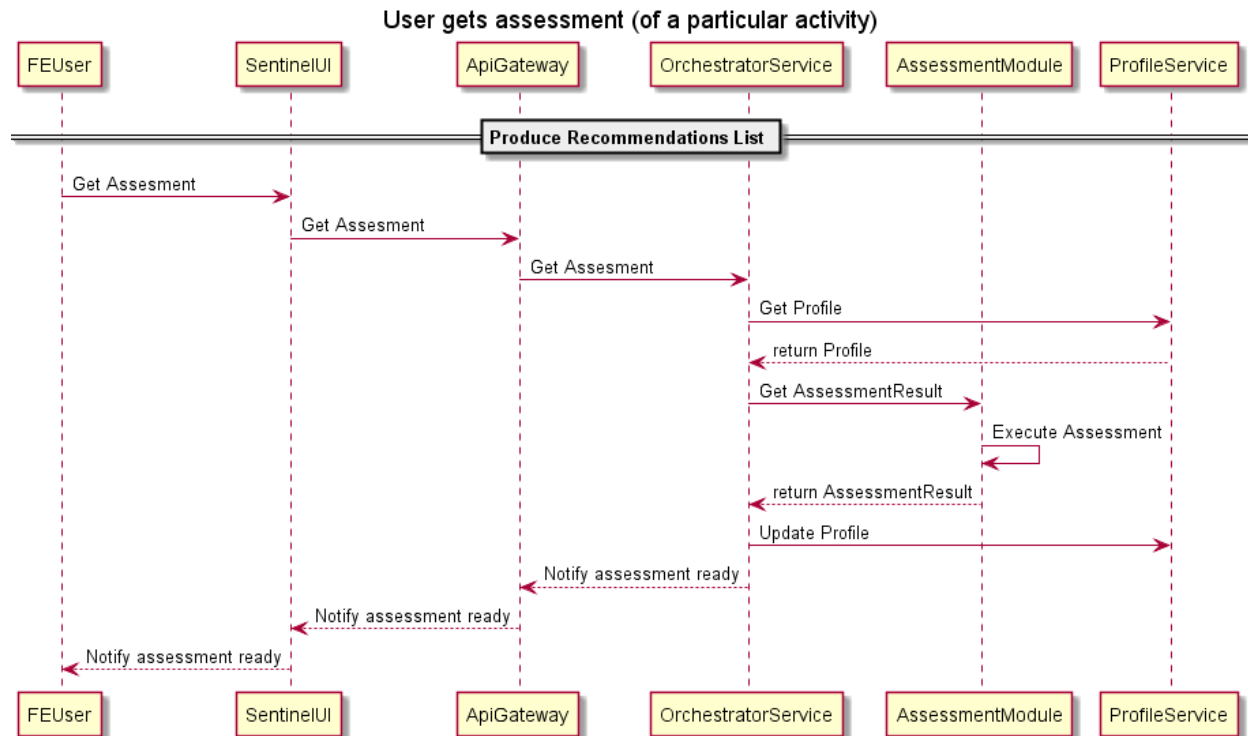 User gets assessment (of a particular activity)
FEUser
SentinelUI
ApiGateway
OrchestratorService
AssessmentModule
ProfileService
Produce Recommendations List
Get Assesment
Get Assesment
Get Assesment
Get Profile
return Profile
Get AssessmentResult
Execute Assessment
return AssessmentResult
Update Profile
Notify assessment ready
Notify assessment ready
Notify assessment ready
FEUser
SentinelUI
ApiGateway
OrchestratorService
AssessmentModule
ProfileService